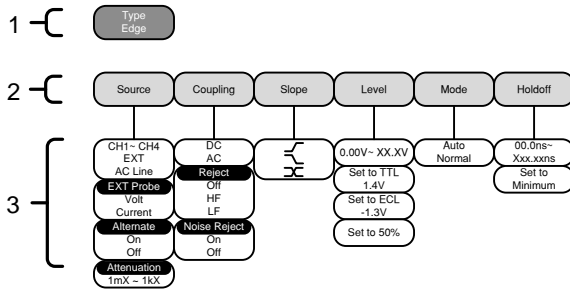 1
Type
Edge
2
Source
Coupling
Slope
Level
Mode
Holdoff
3
CH1~ CH4
EXT
AC Line
EXT Probe
Volt
Current
Alternate
On
Off
Attenuation
1mX ~ 1kX
DC
AC
Reject
Off
HF
LF
Noise Reject
On
Off
0.00V~ XX.XV
Set to TTL
1.4V
Set to ECL
-1.3V
Set to 50%
Auto
Normal
00.0ns~
Xxx.xxns
Set to
Minimum